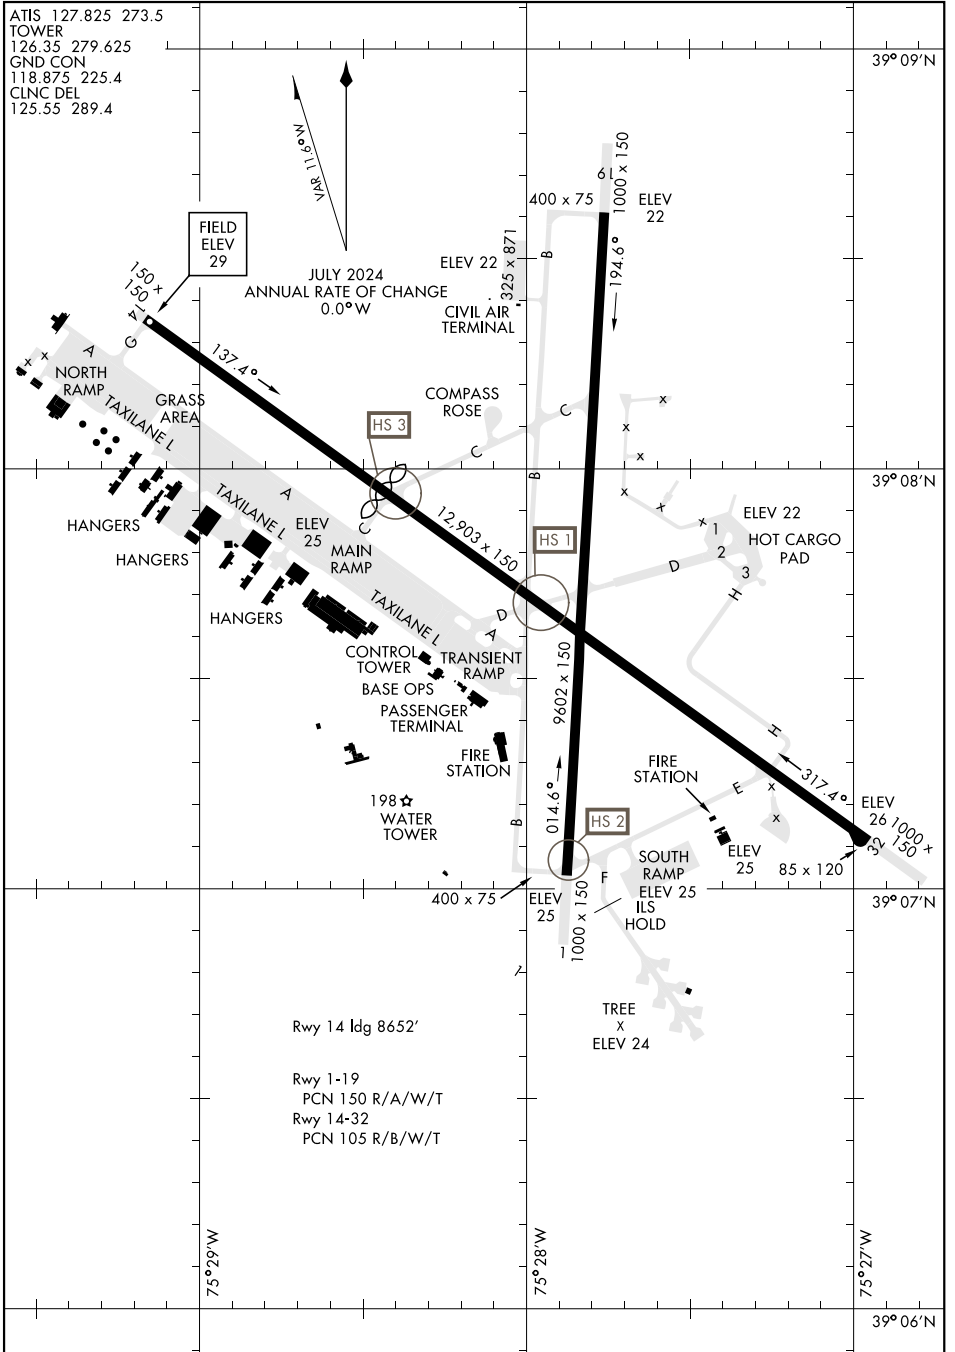 ATIS 127.825 273.5
TOWER
126.35 279.625
GND CON
118.875 225.4
CLNC DEL
125.55 289.4
39°09'N
VAR 11.6°W
JULY 2024
ANNUAL RATE OF CHANGE
0.0°W
FIELD
ELEV
29
150 x
150
14
G
137.4°
400 x 75
19
1000 x 150
ELEV
22
194.6°
B
ELEV 22
325 x 871
CIVIL AIR
TERMINAL
A
x
x
NORTH
RAMP
TAXILANE L
GRASS
AREA
COMPASS
ROSE
C
C
x
x
x
HS 3
39°08'N
A
TAXILANE L
ELEV
25
MAIN
RAMP
C
12,903 x 150
B
HS 1
x
x
x
1
2
3
ELEV 22
HOT CARGO
PAD
D
H
HANGERS
HANGERS
HANGERS
TAXILANE L
D
A
CONTROL
TOWER
TRANSIENT
RAMP
BASE OPS
PASSENGER
TERMINAL
9602 x 150
FIRE
STATION
198
WATER
TOWER
B
014.6°
HS 2
FIRE
STATION
H
317.4°
E
x
x
ELEV
26
1000 x
150
32
85 x 120
ELEV
25
SOUTH
RAMP
ELEV 25
F
400 x 75
ELEV
25
1000 x 150
1
ILS
HOLD
39°07'N
1
TREE
x
ELEV 24
Rwy 14 ldg 8652'
Rwy 1-19
PCN 150 R/A/W/T
Rwy 14-32
PCN 105 R/B/W/T
75°29'W
75°28'W
75°27'W
39°06'N